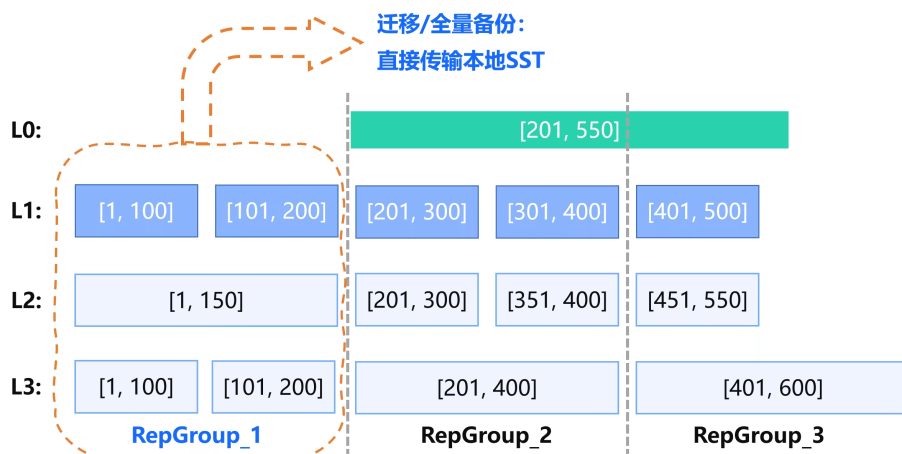 迁移/全量备份：
直接传输本地SST
L0: [201, 550]
L1: [1, 100] [101, 200] [201, 300] [301, 400] [401, 500]
L2: [1, 150] [201, 300] [351, 400] [451, 550]
L3: [1, 100] [101, 200] [201, 400] [401, 600]
RepGroup_1 RepGroup_2 RepGroup_3